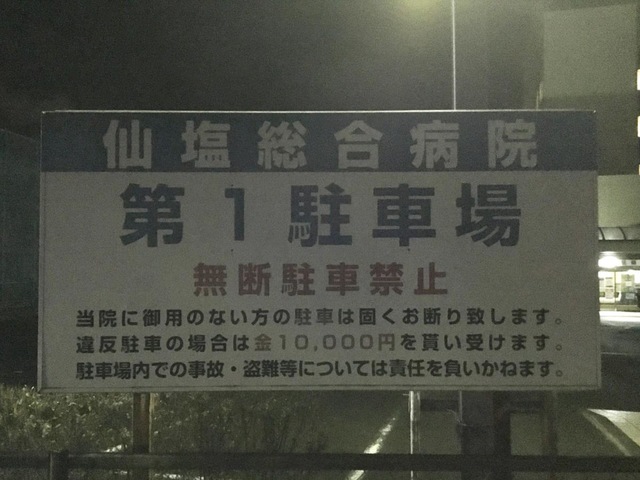 仙塩総合病院
第1駐車場
無断駐車禁止
当院に御用のない方の駐車は固くお断り致します。
違反駐車の場合は金10,000円を貰い受けます。
駐車場内での事故・盗難等については責任を負いかねます。